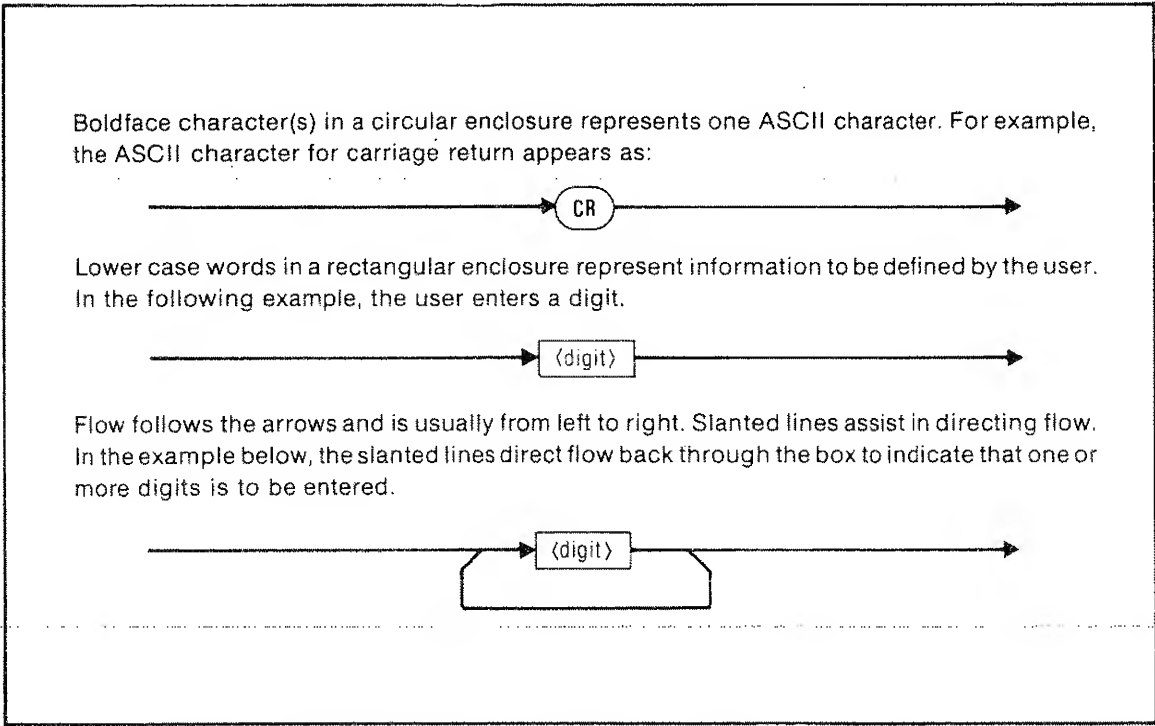 Boldface character(s) in a circular enclosure represents one ASCII character. For example,
the ASCII character for carriage return appears as:
CR
Lower case words in a rectangular enclosure represent information to be defined by the user.
In the following example, the user enters a digit.
⟨digit⟩
Flow follows the arrows and is usually from left to right. Slanted lines assist in directing flow.
In the example below, the slanted lines direct flow back through the box to indicate that one or
more digits is to be entered.
⟨digit⟩